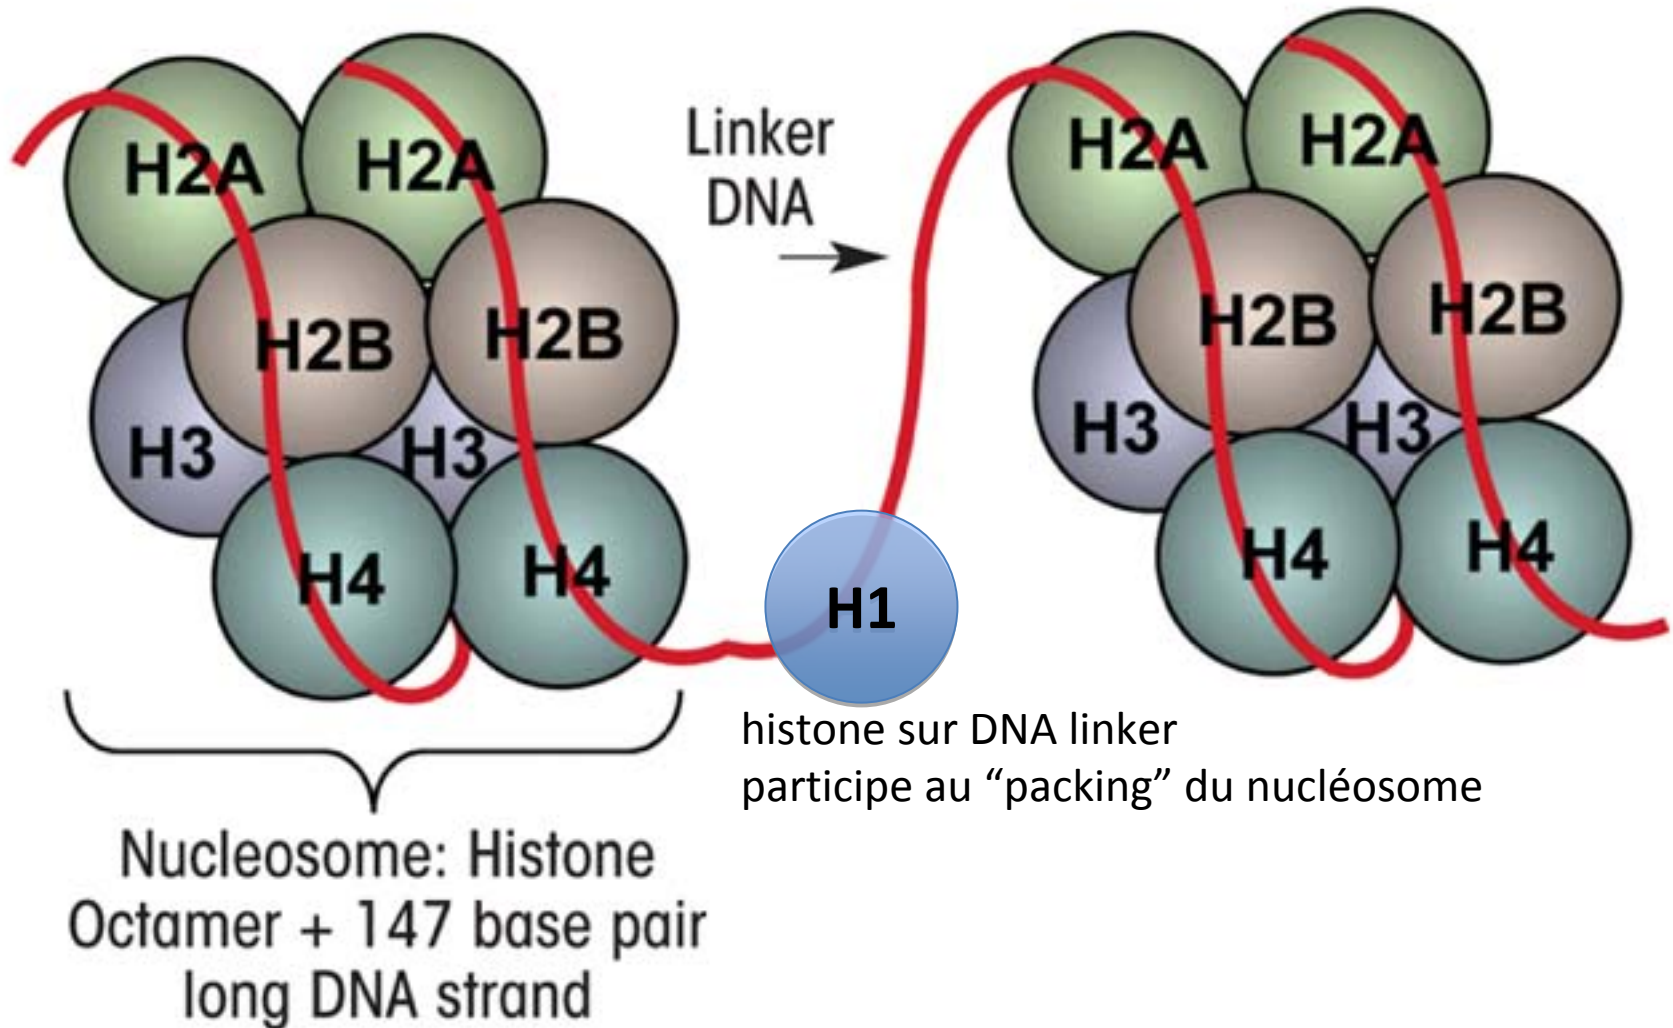 H2A
H2A
H2B
H2B
H3
H3
H4
H4
Linker
DNA
H2A
H2A
H2B
H2B
H3
H3
H4
H4
H1
histone sur DNA linker
participe au “packing” du nucléosome
Nucleosome: Histone
Octamer + 147 base pair
long DNA strand